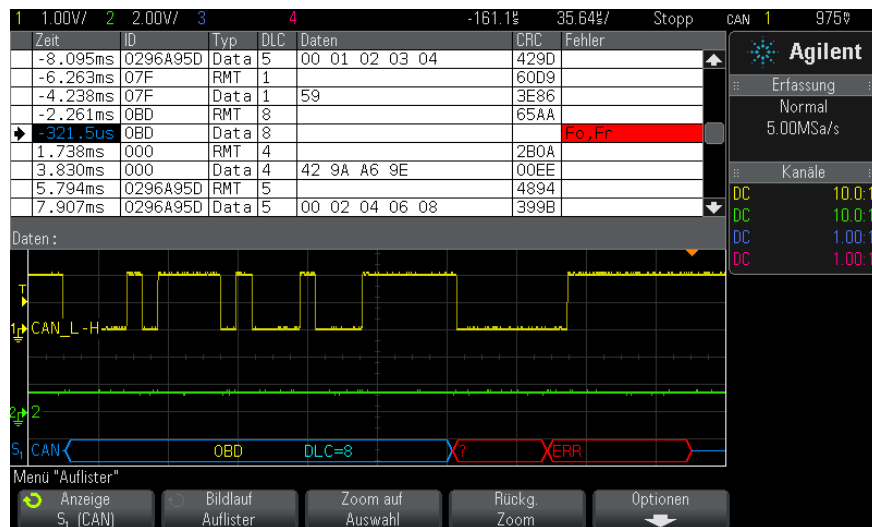 1 1.00V/ 2 2.00V/ 3 4 -161.1µs 35.64µs/ Stopp CAN 1 975mV
Zeit ID Typ DLC Daten CRC Fehler
-8.095ms 0296A95D Data 5 00 01 02 03 04 429D
-6.263ms 07F RMT 1 60D9
-4.238ms 07F Data 1 59 3E86
-2.261ms 0BD RMT 8 65AA
-321.5us 0BD Data 8 Fo,Fr
1.738ms 000 RMT 4 2B0A
3.830ms 000 Data 4 42 9A A6 9E 00EE
5.794ms 0296A95D RMT 5 4894
7.907ms 0296A95D Data 5 00 02 04 06 08 399B
Daten:
Agilent
Erfassung
Normal
5.00MSa/s
Kanäle
DC 10.0:1
DC 10.0:1
DC 1.00:1
DC 1.00:1
T
1 CAN_L-H
2 2
S1 CAN 0BD DLC=8 ? ERR
Menü "Auflister"
Anzeige
S1 (CAN)
Bildlauf
Auflister
Zoom auf
Auswahl
Rückg.
Zoom
Optionen